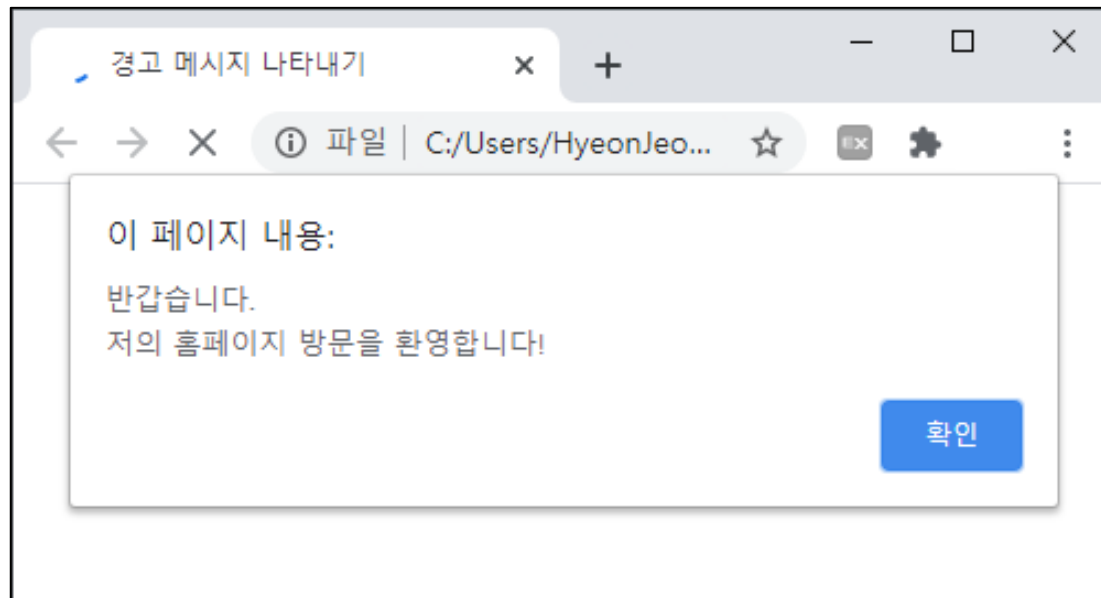 경고 메시지 나타내기
파일 | C:/Users/HyeonJeo...
EX
이 페이지 내용:
반갑습니다.
저의 홈페이지 방문을 환영합니다!
확인